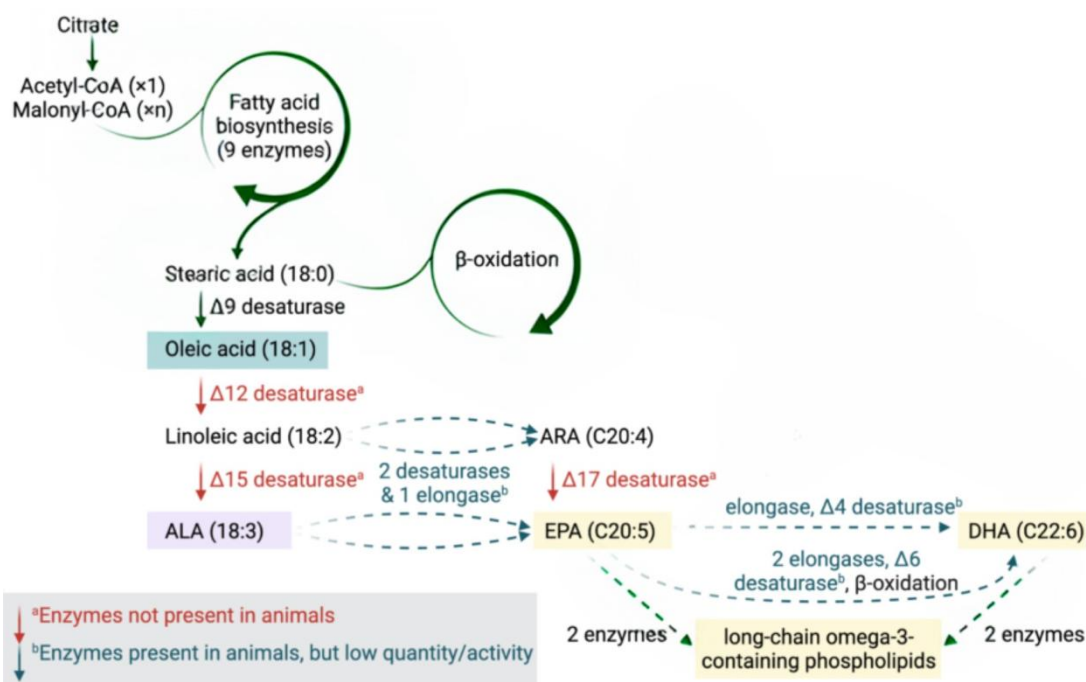 Citrate
Acetyl-CoA (×1)
Malonyl-CoA (×n)
Fatty acid
biosynthesis
(9 enzymes)
Stearic acid (18:0)
β-oxidation
Δ9 desaturase
Oleic acid (18:1)
Δ12 desaturaseᵃ
Linoleic acid (18:2)
ARA (C20:4)
Δ15 desaturaseᵃ
2 desaturases
& 1 elongaseᵇ
Δ17 desaturaseᵃ
ALA (18:3)
EPA (C20:5)
elongase, Δ4 desaturaseᵇ
DHA (C22:6)
2 elongases, Δ6
desaturaseᵇ, β-oxidation
2 enzymes
long-chain omega-3-
containing phospholipids
2 enzymes
ᵃEnzymes not present in animals
ᵇEnzymes present in animals, but low quantity/activity